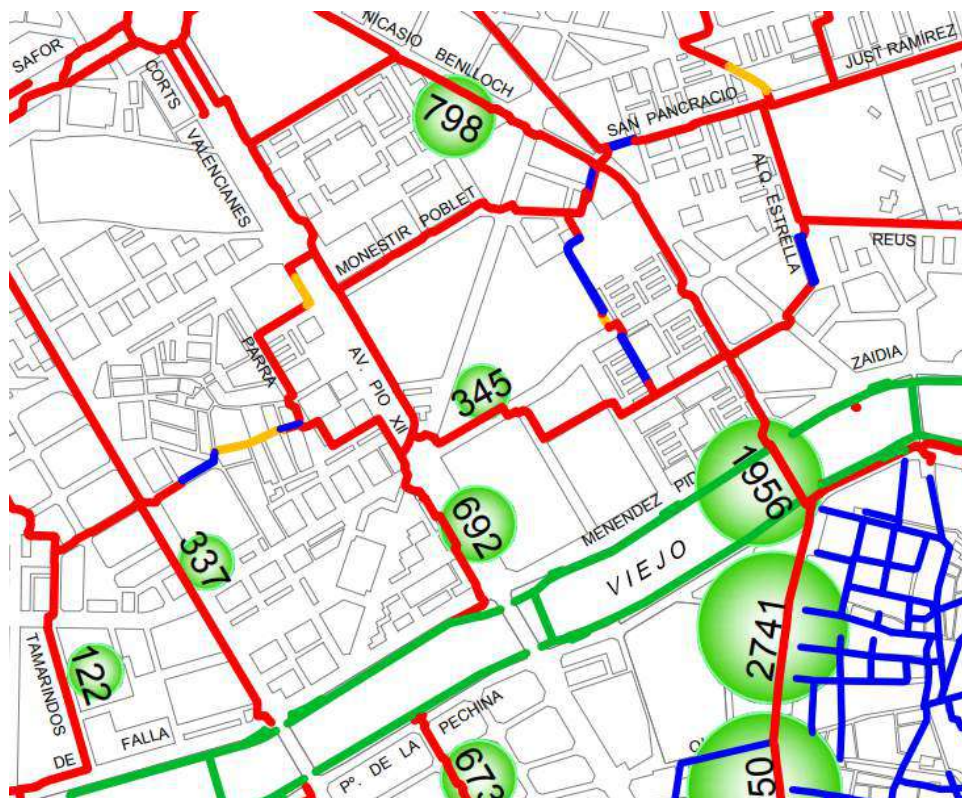 SAFOR
NICASIO BENLLOCH
JUST RAMÍREZ
CORTS VALENCIANES
798
SAN PANCRACIO
ALQ. ESTRELLA
MONESTIR POBLET
REUS
PARRA
AV. PIO XII
ZAIDIA
345
1956
MENENDEZ PID
692
VIEJO
337
2741
122
TAMARINDOS
DE
FALLA
Pº. DE LA PECHINA
673
50